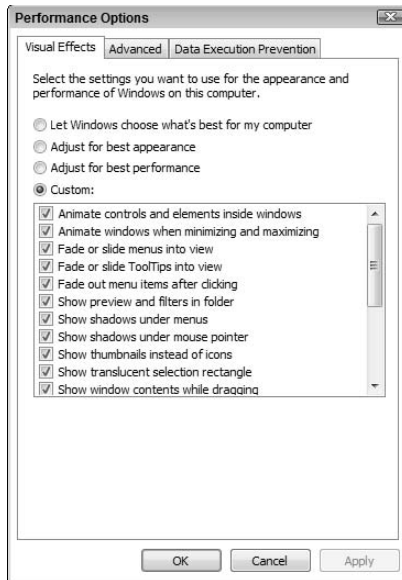 Performance Options
Visual Effects Advanced Data Execution Prevention
Select the settings you want to use for the appearance and
performance of Windows on this computer.
Let Windows choose what's best for my computer
Adjust for best appearance
Adjust for best performance
Custom:
Animate controls and elements inside windows
Animate windows when minimizing and maximizing
Fade or slide menus into view
Fade or slide ToolTips into view
Fade out menu items after clicking
Show preview and filters in folder
Show shadows under menus
Show shadows under mouse pointer
Show thumbnails instead of icons
Show translucent selection rectangle
Show window contents while dragging
OK Cancel Apply